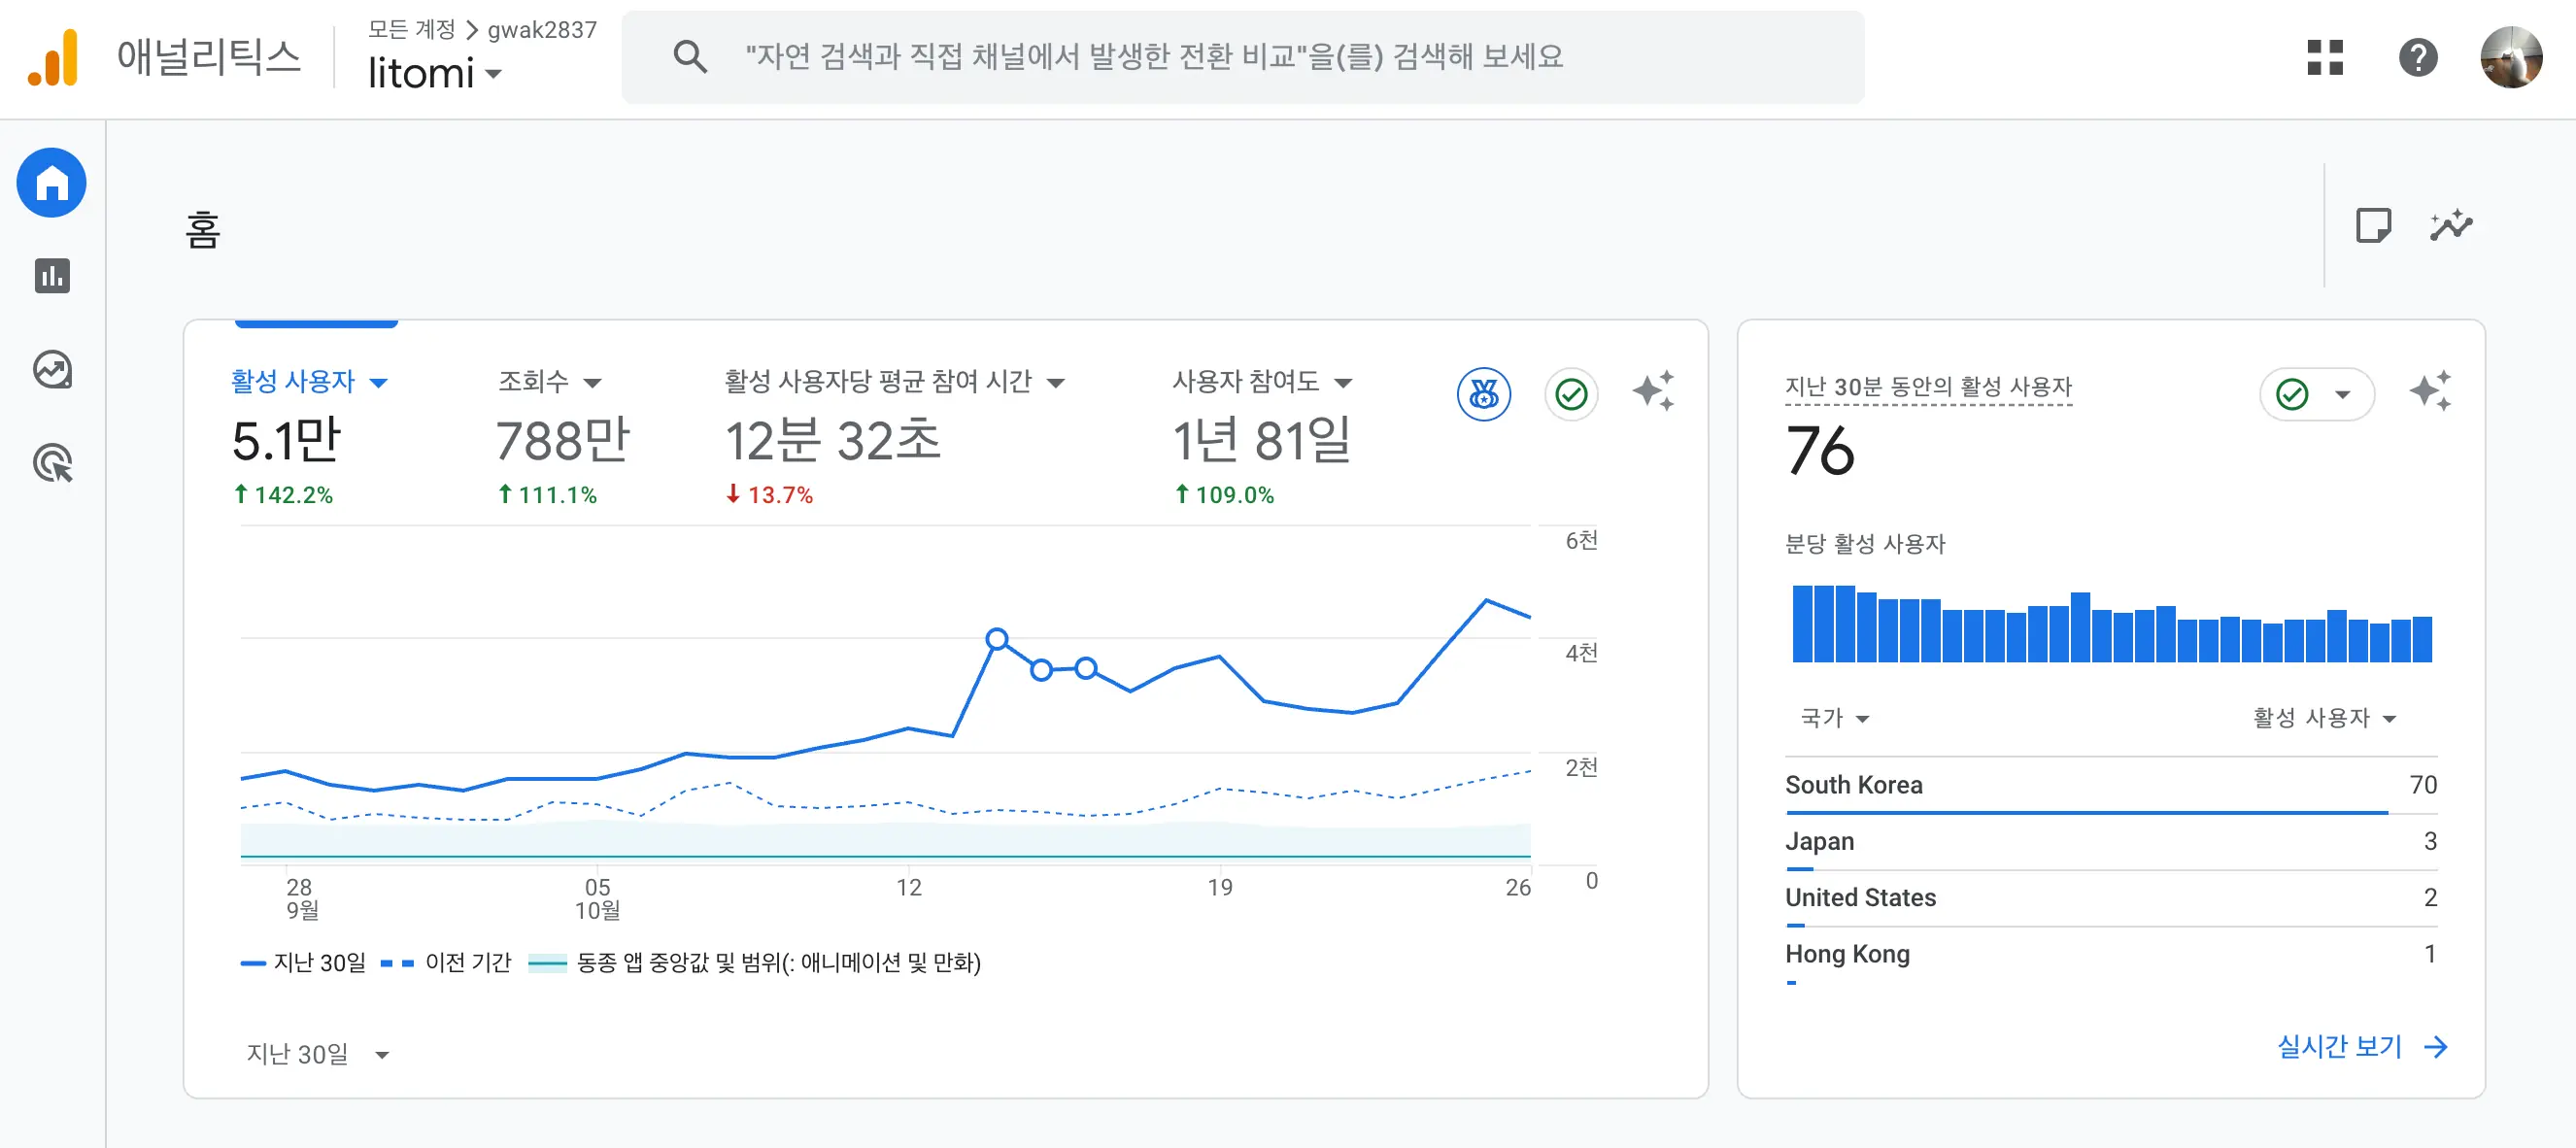 애널리틱스
모든 계정 > gwak2837
litomi
"자연 검색과 직접 채널에서 발생한 전환 비교"을(를) 검색해 보세요
홈
활성 사용자
5.1만
↑ 142.2%
조회수
788만
↑ 111.1%
활성 사용자당 평균 참여 시간
12분 32초
↓ 13.7%
사용자 참여도
1년 81일
↑ 109.0%
6천
4천
2천
0
28
9월
05
10월
12
19
26
지난 30일
이전 기간
동종 앱 중앙값 및 범위(: 애니메이션 및 만화)
지난 30일
지난 30분 동안의 활성 사용자
76
분당 활성 사용자
국가 활성 사용자
South Korea 70
Japan 3
United States 2
Hong Kong 1
실시간 보기 →